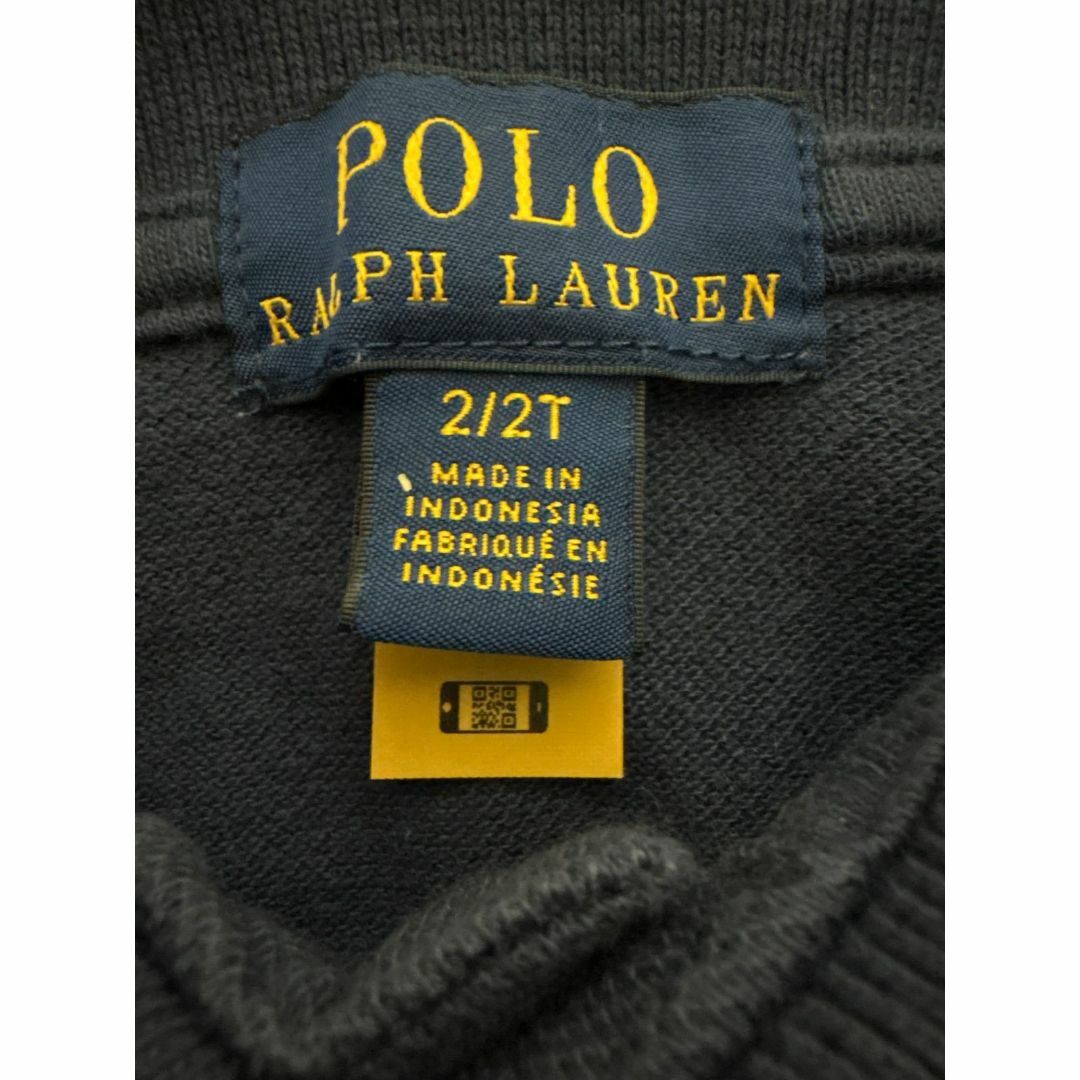 POLO
RALPH LAUREN
2/2T
MADE IN
INDONESIA
FABRIQUÉ EN
INDONÉSIE